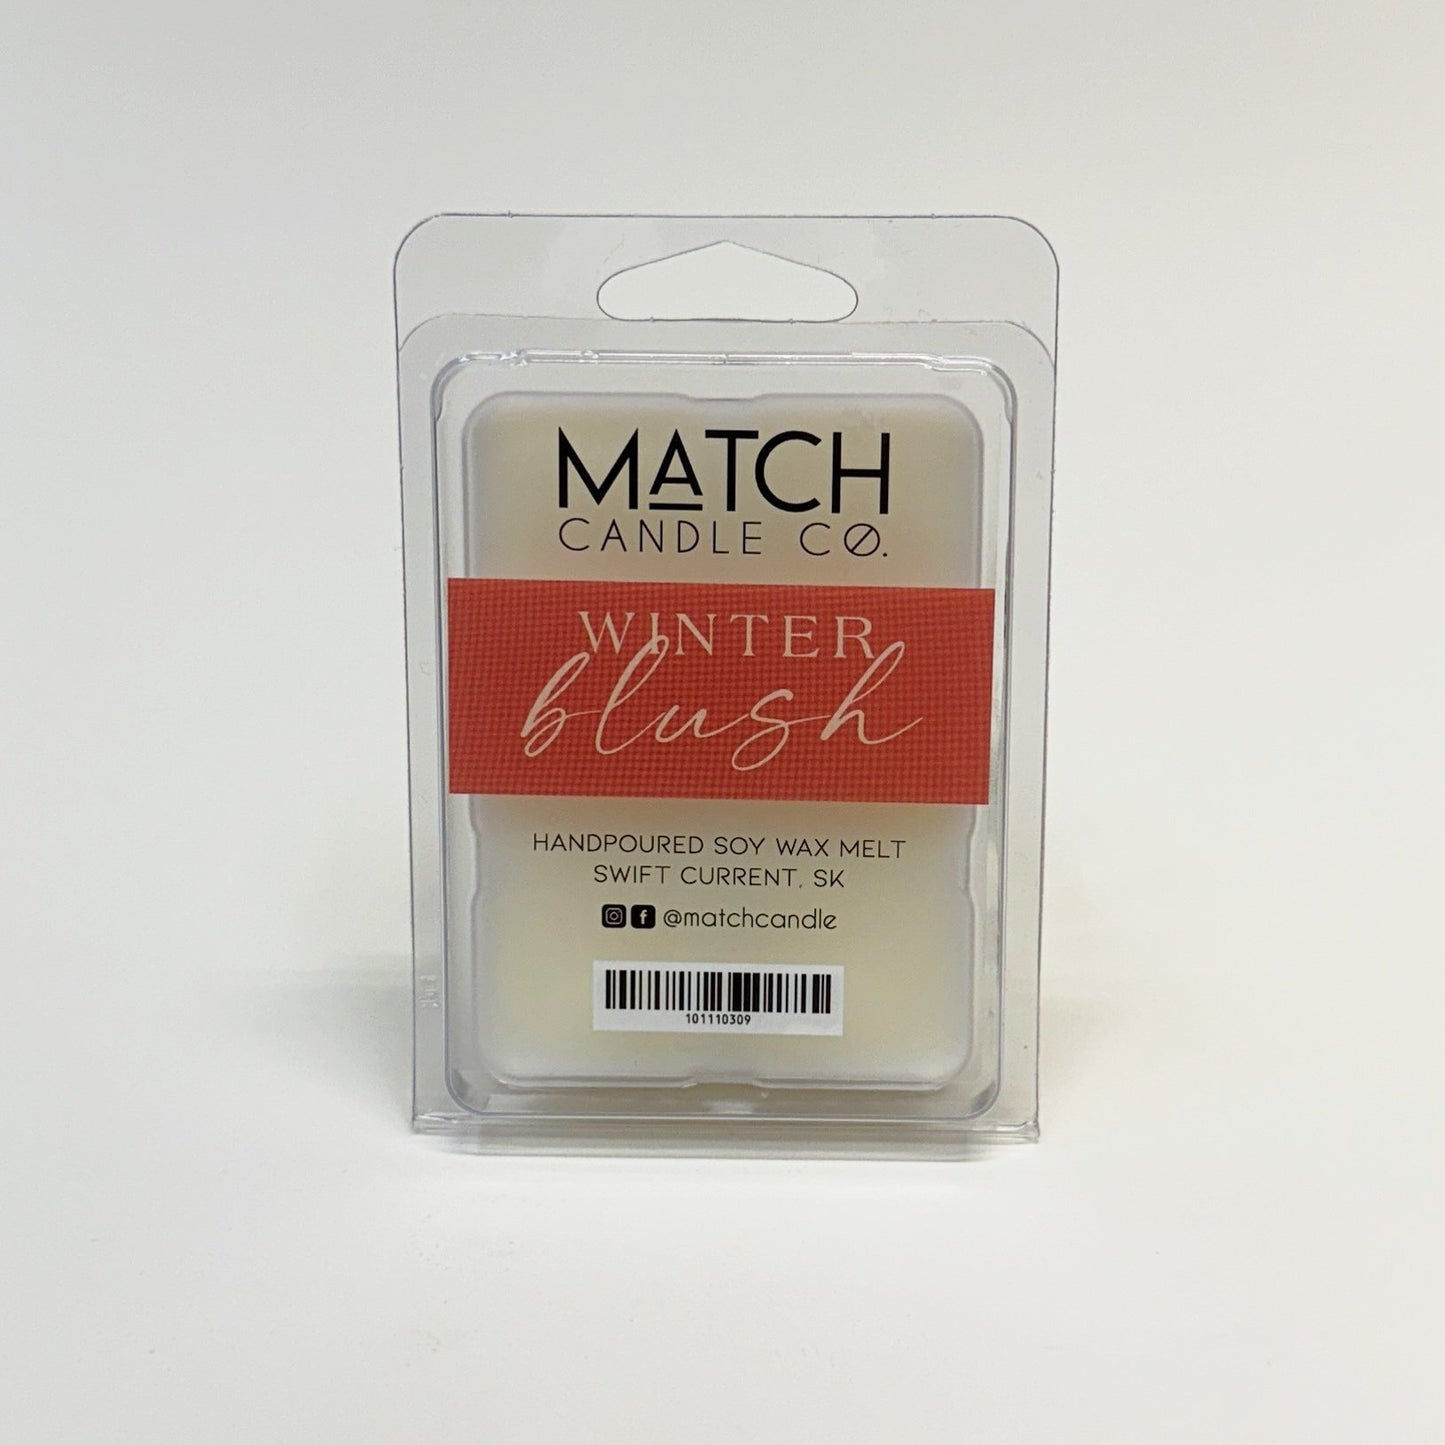 MATCH
CANDLE CO.
WINTER
blush
HANDPOURED SOY WAX MELT
SWIFT CURRENT, SK
@matchcandle
101110309